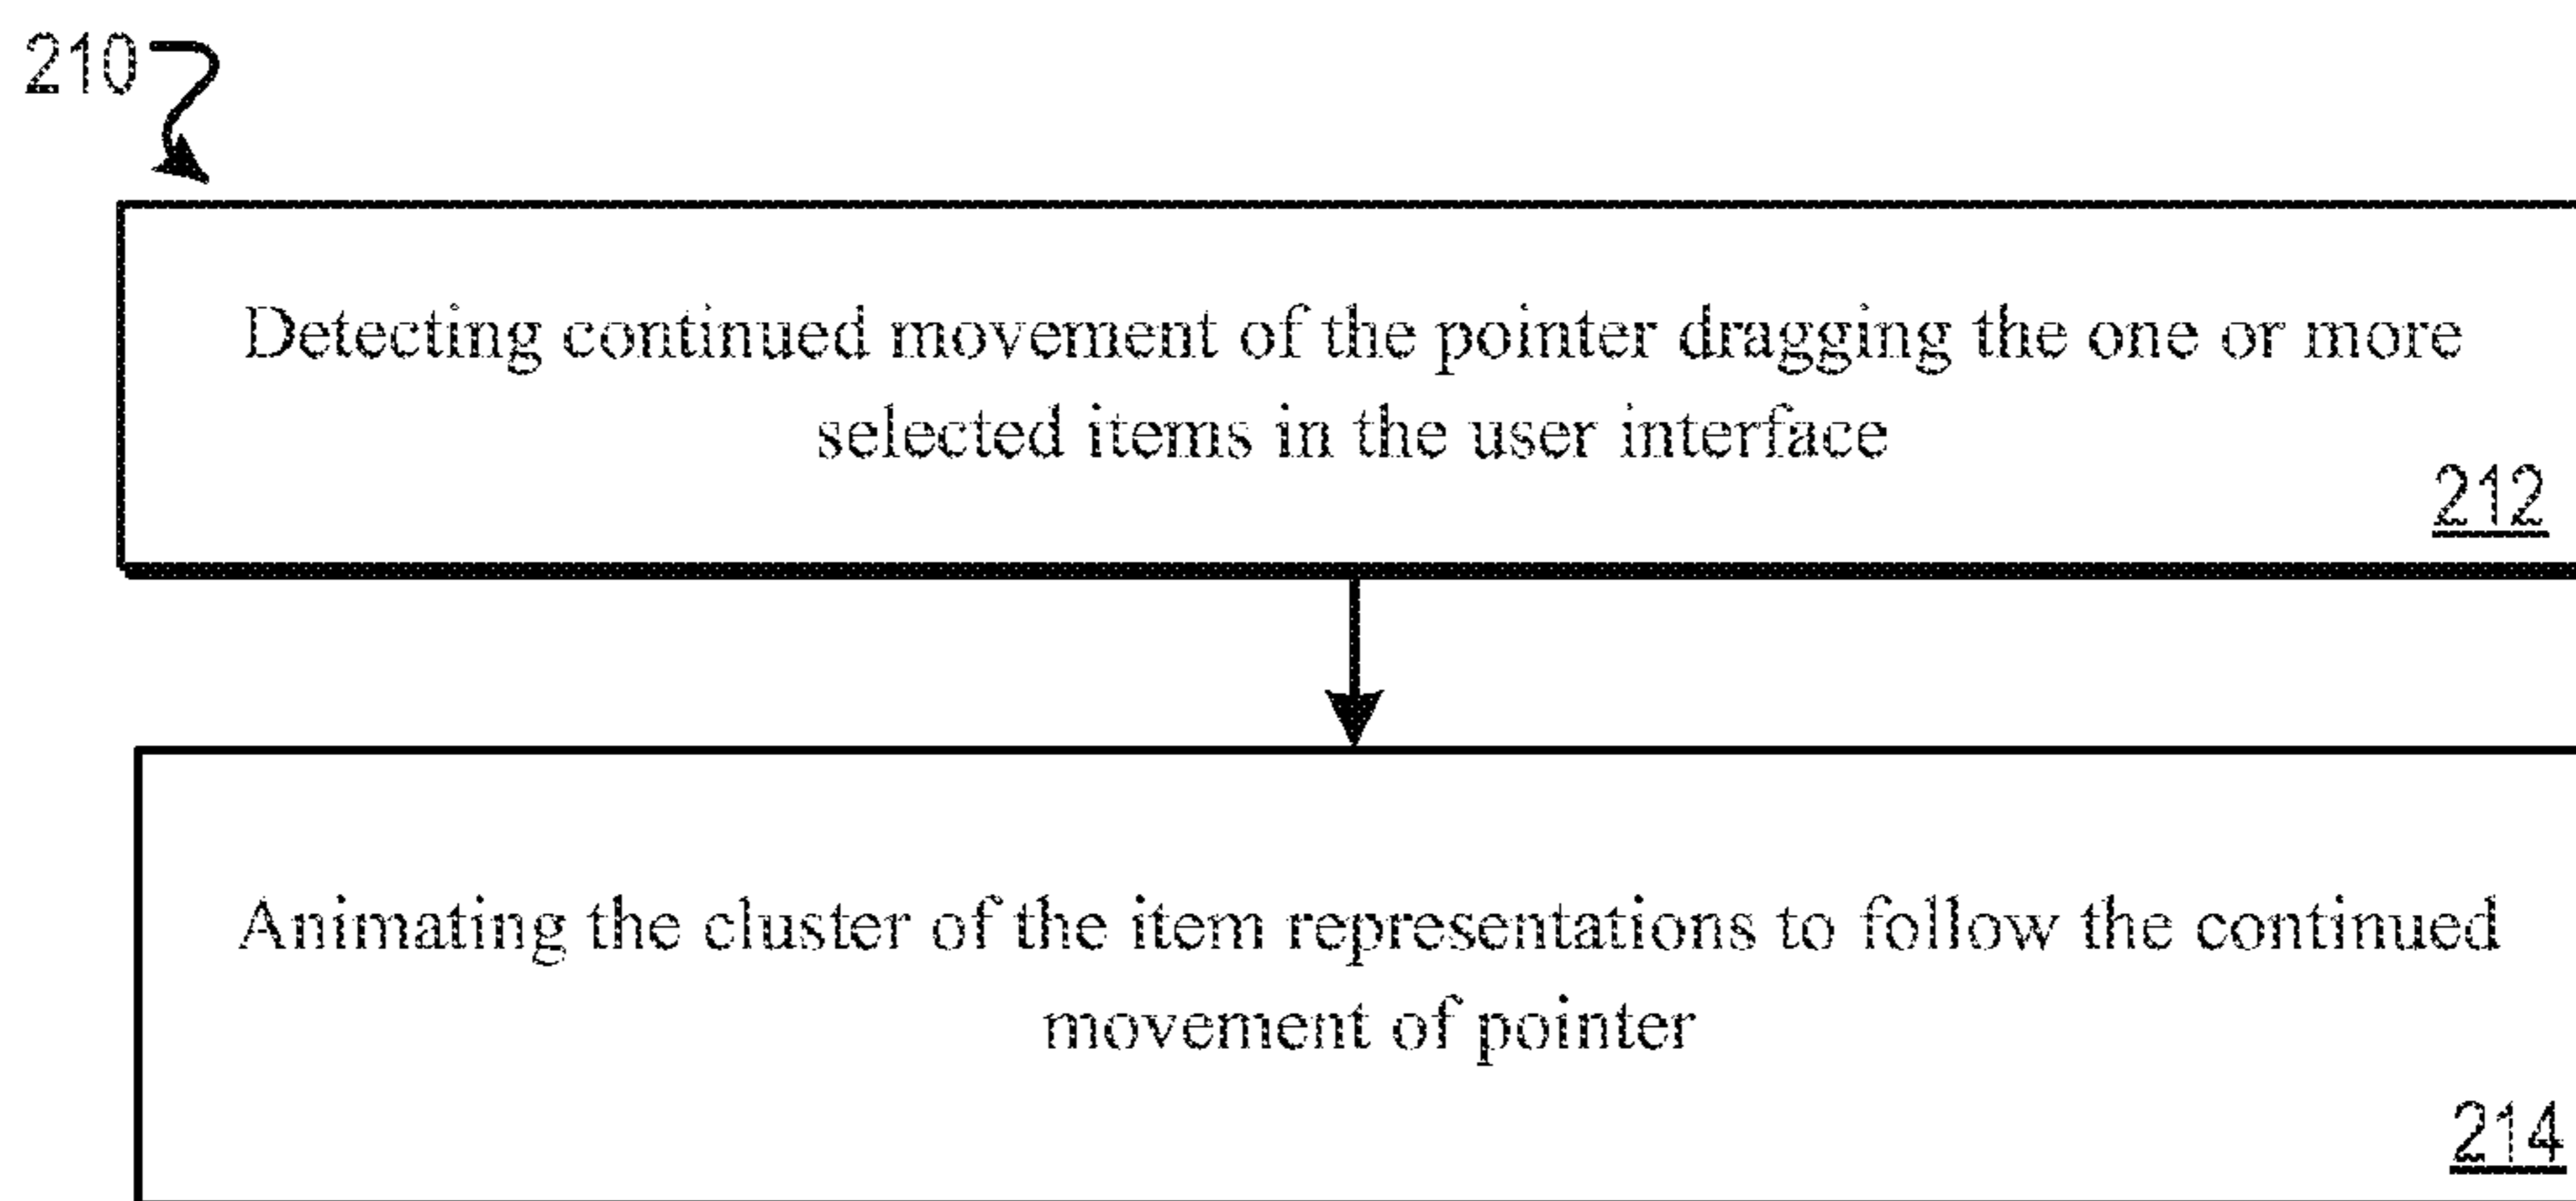 210
Detecting continued movement of the pointer dragging the one or more
selected items in the user interface
212
Animating the cluster of the item representations to follow the continued
movement of pointer
214